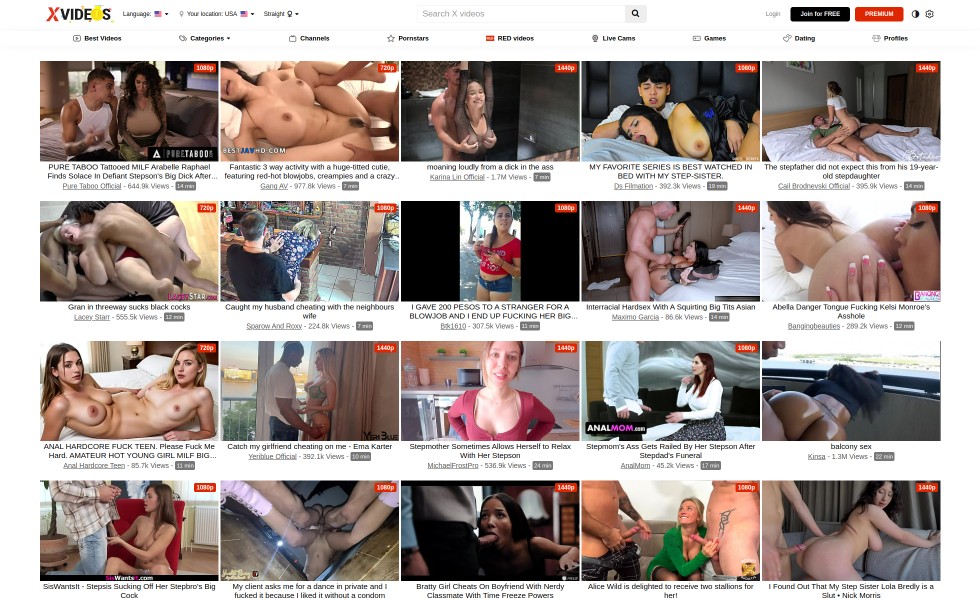 XVIDEOS
Language:
Your location: USA
Straight
Search X videos
Login
Join for FREE
PREMIUM
Best Videos
Categories
Channels
Pornstars
RED videos
Live Cams
Games
Dating
Profiles
1080p
720p
1440p
1080p
1440p
PURETABOO
BEST HD.COM
PURE TABOO Tattooed MILF Arabelle Raphael
Finds Solace In Defiant Stepson's Big Dick After...
Pure Taboo Official - 644.9k Views - 14 min
Fantastic 3 way activity with a huge-titted cutie,
featuring red-hot blowjobs, creampies and a crazy..
Gang AV - 977.8k Views - 7 min
moaning loudly from a dick in the ass
Karina Lin Official - 1.7M Views - 7 min
MY FAVORITE SERIES IS BEST WATCHED IN
BED WITH MY STEP-SISTER.
Ds Filmation - 392.3k Views - 19 min
The stepfather did not expect this from his 19-year-
old stepdaughter
Cail Brodnevski Official - 395.9k Views - 14 min
720p
1080p
1080p
1440p
1080p
Gran in threeway sucks black cocks
Lacey Starr - 555.5k Views - 12 min
Caught my husband cheating with the neighbours
wife
Sparow And Roxy - 224.8k Views - 7 min
I GAVE 200 PESOS TO A STRANGER FOR A
BLOWJOB AND I END UP FUCKING HER BIG...
Btk1610 - 307.5k Views - 11 min
Interracial Hardsex With A Squirting Big Tits Asian
Maximo Garcia - 86.6k Views - 14 min
Abella Danger Tongue Fucking Kelsi Monroe's
Asshole
Bangingbeauties - 289.2k Views - 12 min
720p
1440p
1440p
1080p
ANALMOM.COM
ANAL HARDCORE FUCK TEEN. Please Fuck Me
Hard. AMATEUR HOT YOUNG GIRL MILF BIG...
Anal Hardcore Teen - 85.7k Views - 11 min
Catch my girlfriend cheating on me - Ema Karter
Yeriblue Official - 392.1k Views - 10 min
Stepmother Sometimes Allows Herself to Relax
With Her Stepson
MichaelFrostPro - 536.9k Views - 24 min
Stepmom's Ass Gets Railed By Her Stepson After
Stepdad's Funeral
AnalMom - 45.2k Views - 17 min
balcony sex
Kinsa - 1.3M Views - 22 min
1080p
1080p
1440p
1080p
1440p
SisWantsIt.com
SisWantsIt - Stepsis Sucking Off Her Stepbro's Big
Cock
My client asks me for a dance in private and I
fucked it because I liked it without a condom
Bratty Girl Cheats On Boyfriend With Nerdy
Classmate With Time Freeze Powers
Alice Wild is delighted to receive two stallions for
her!
I Found Out That My Step Sister Lola Bredly is a
Slut • Nick Morris